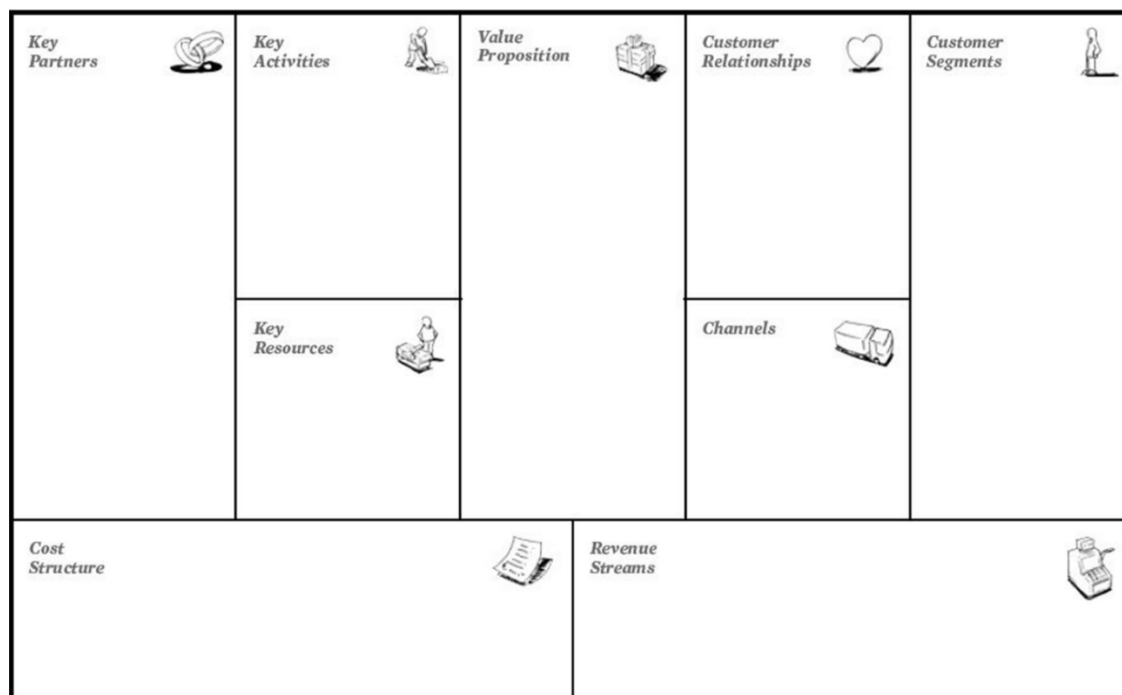 Key
Partners
Key
Activities
Value
Proposition
Customer
Relationships
Customer
Segments
Key
Resources
Channels
Cost
Structure
Revenue
Streams